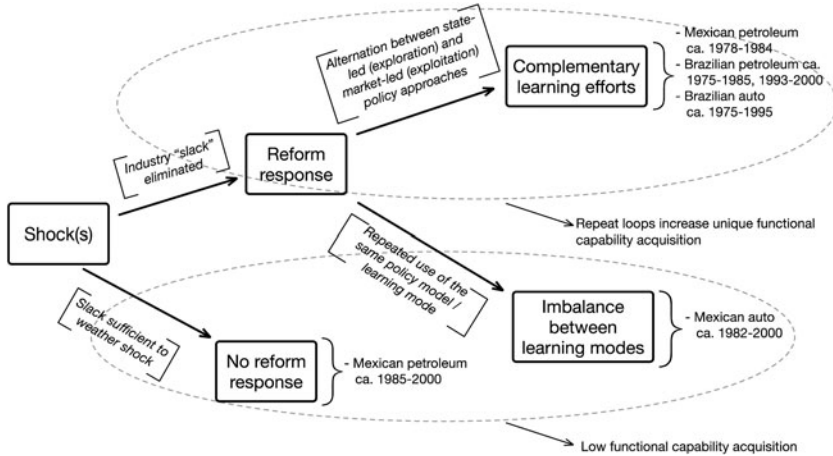 Alternation between state-
led (exploration) and
market-led (exploitation)
policy approaches
Complementary
learning efforts
- Mexican petroleum
ca. 1978-1984
- Brazilian petroleum ca.
1975-1985, 1993-2000
- Brazilian auto
ca. 1975-1995
Industry “slack”
eliminated
Reform
response
Shock(s)
Repeat loops increase unique functional
capability acquisition
Repeated use of the
same policy model /
learning mode
Imbalance
between
learning modes
- Mexican auto
ca. 1982-2000
Slack sufficient to
weather shock
No reform
response
- Mexican petroleum
ca. 1985-2000
Low functional capability acquisition